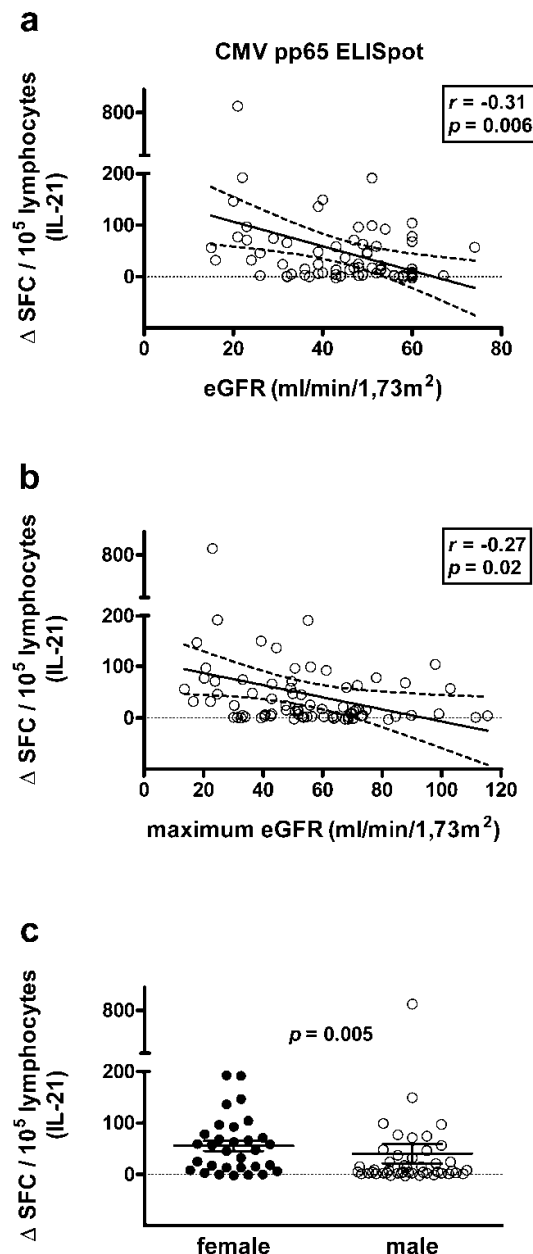 a
CMV pp65 ELISpot
r = -0.31
p = 0.006
Δ SFC / 10⁵ lymphocytes
(IL-21)
800
200
100
0
0 20 40 60 80
eGFR (ml/min/1,73m²)
b
r = -0.27
p = 0.02
Δ SFC / 10⁵ lymphocytes
(IL-21)
800
200
100
0
0 20 40 60 80 100 120
maximum eGFR (ml/min/1,73m²)
c
p = 0.005
Δ SFC / 10⁵ lymphocytes
(IL-21)
800
200
100
0
female male